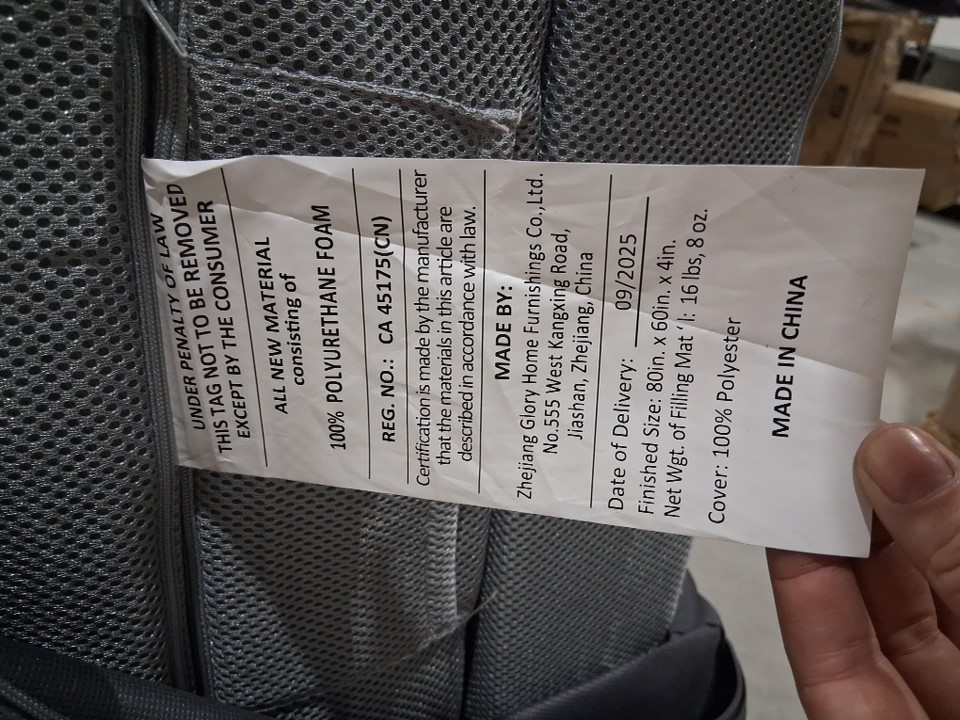 UNDER PENALTY OF LAW
THIS TAG NOT TO BE REMOVED
EXCEPT BY THE CONSUMER
ALL NEW MATERIAL
consisting of
100% POLYURETHANE FOAM
REG. NO.: CA 45175(CN)
Certification is made by the manufacturer
that the materials in this article are
described in accordance with law.
MADE BY:
Zhejiang Glory Home Furnishings Co.,Ltd.
No.555 West Kangxing Road,
Jiashan, Zhejiang, China
Date of Delivery: 09/2025
Finished Size: 80in. x 60in. x 4in.
Net Wgt. of Filling Mat ' l: 16 lbs, 8 oz.
Cover: 100% Polyester
MADE IN CHINA